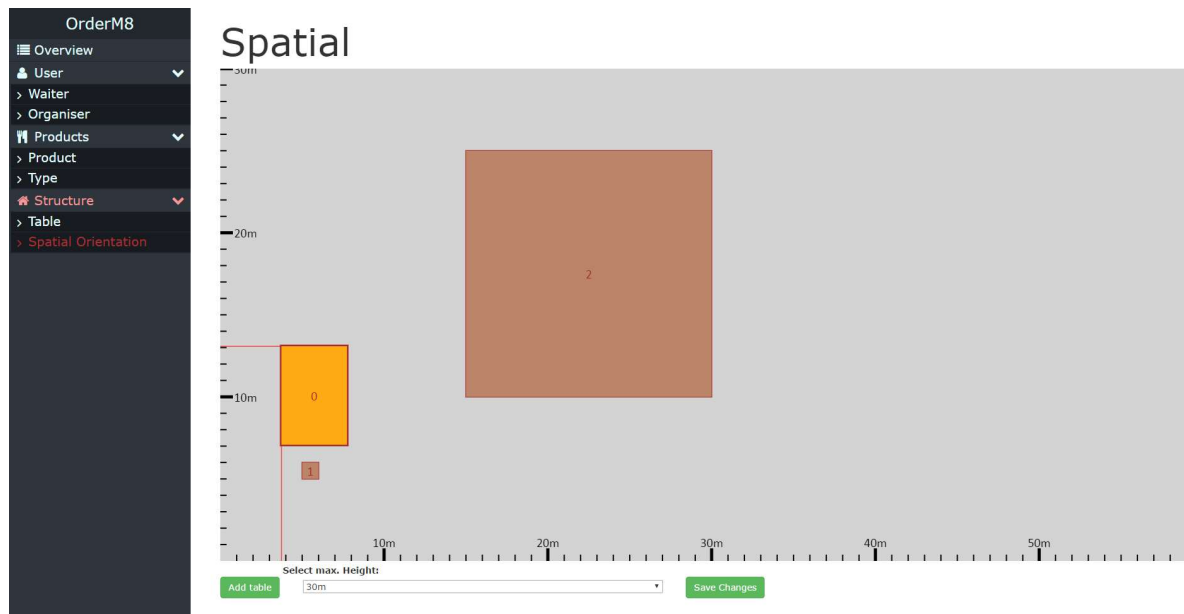 OrderM8
Overview
User
Waiter
Organiser
Products
Product
Type
Structure
Table
Spatial Orientation
Spatial
30m
20m
2
10m
0
1
10m 20m 30m 40m 50m
Select max. Height:
Add table 30m Save Changes